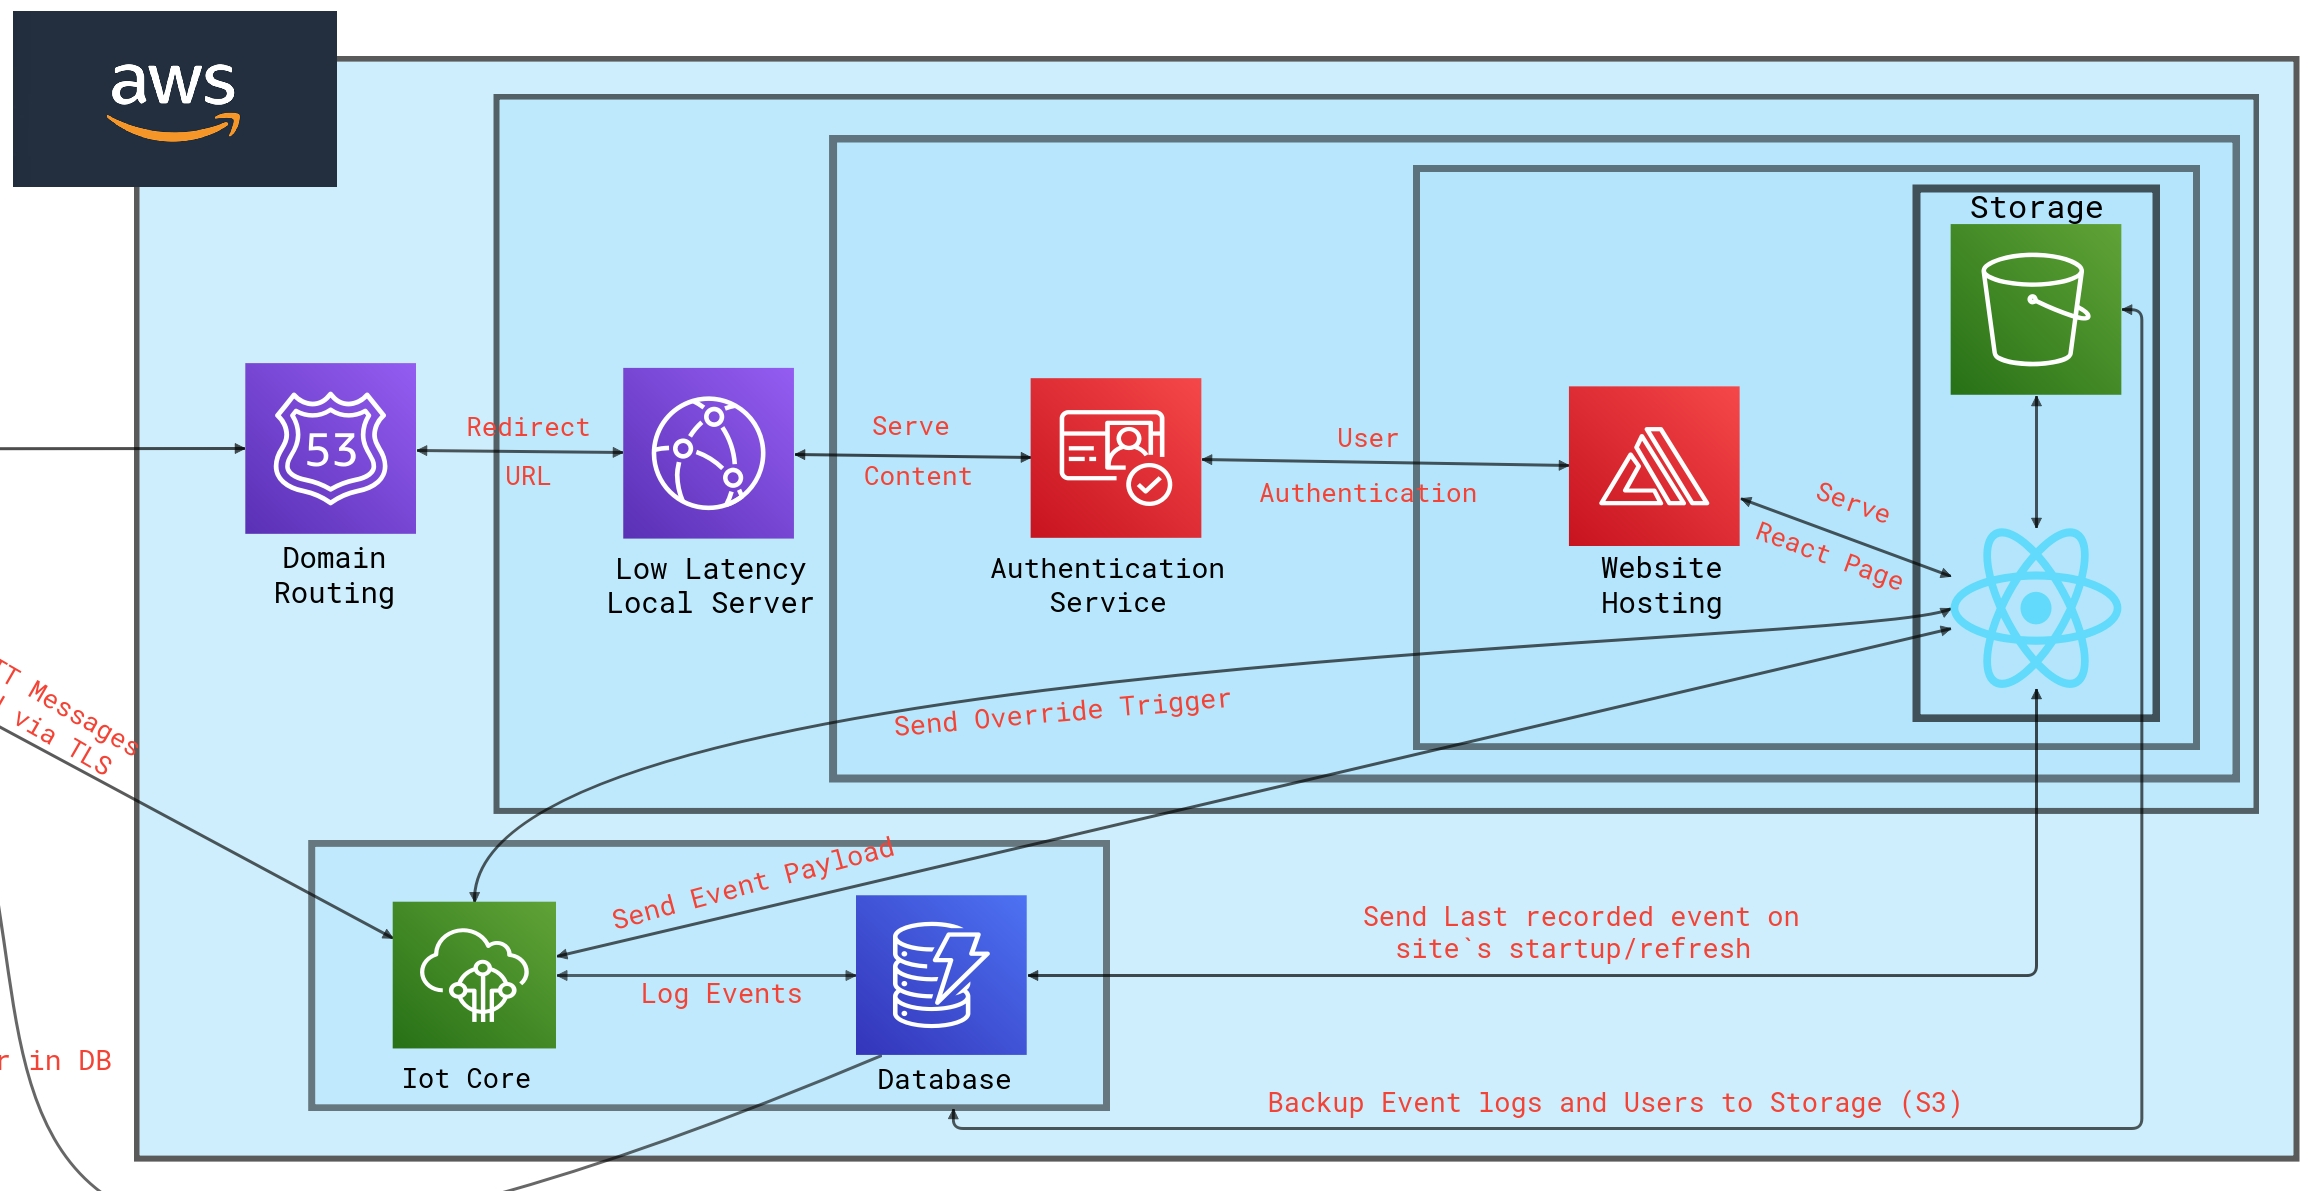 aws
Storage
53
Redirect
URL
Serve
Content
User
Authentication
Serve
React Page
Domain
Routing
Low Latency
Local Server
Authentication
Service
Website
Hosting
Messages
via TLS
Send Override Trigger
Send Event Payload
Send Last recorded event on
site`s startup/refresh
Log Events
in DB
Iot Core
Database
Backup Event logs and Users to Storage (S3)